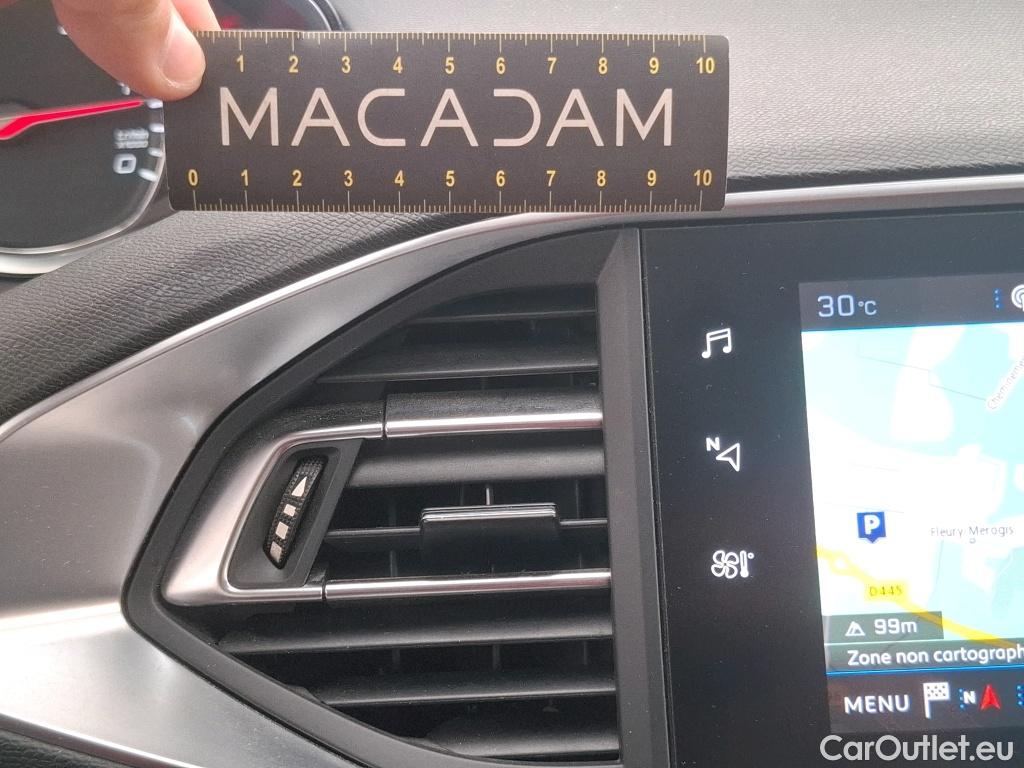 1 2 3 4 5 6 7 8 9 10
MACADAM
0 1 2 3 4 5 6 7 8 9 10
0
30°C
N
P
Fleury-Merogis
D445
99m
Zone non cartograph
MENU N
CarOutlet.eu